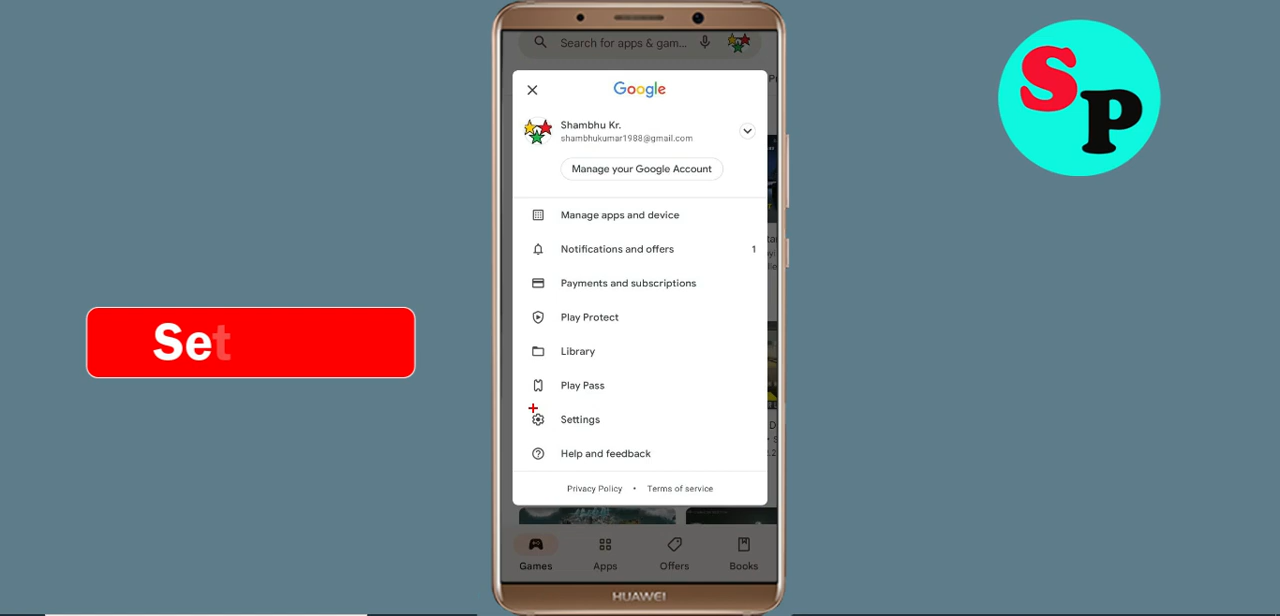 Search for apps & gam...
Google
Shambhu Kr.
shambhukumar1988@gmail.com
Manage your Google Account
Manage apps and device
Notifications and offers 1
Payments and subscriptions
Play Protect
Library
Play Pass
Settings
Help and feedback
Privacy Policy • Terms of service
Games Apps Offers Books
HUAWEI
Set
SP